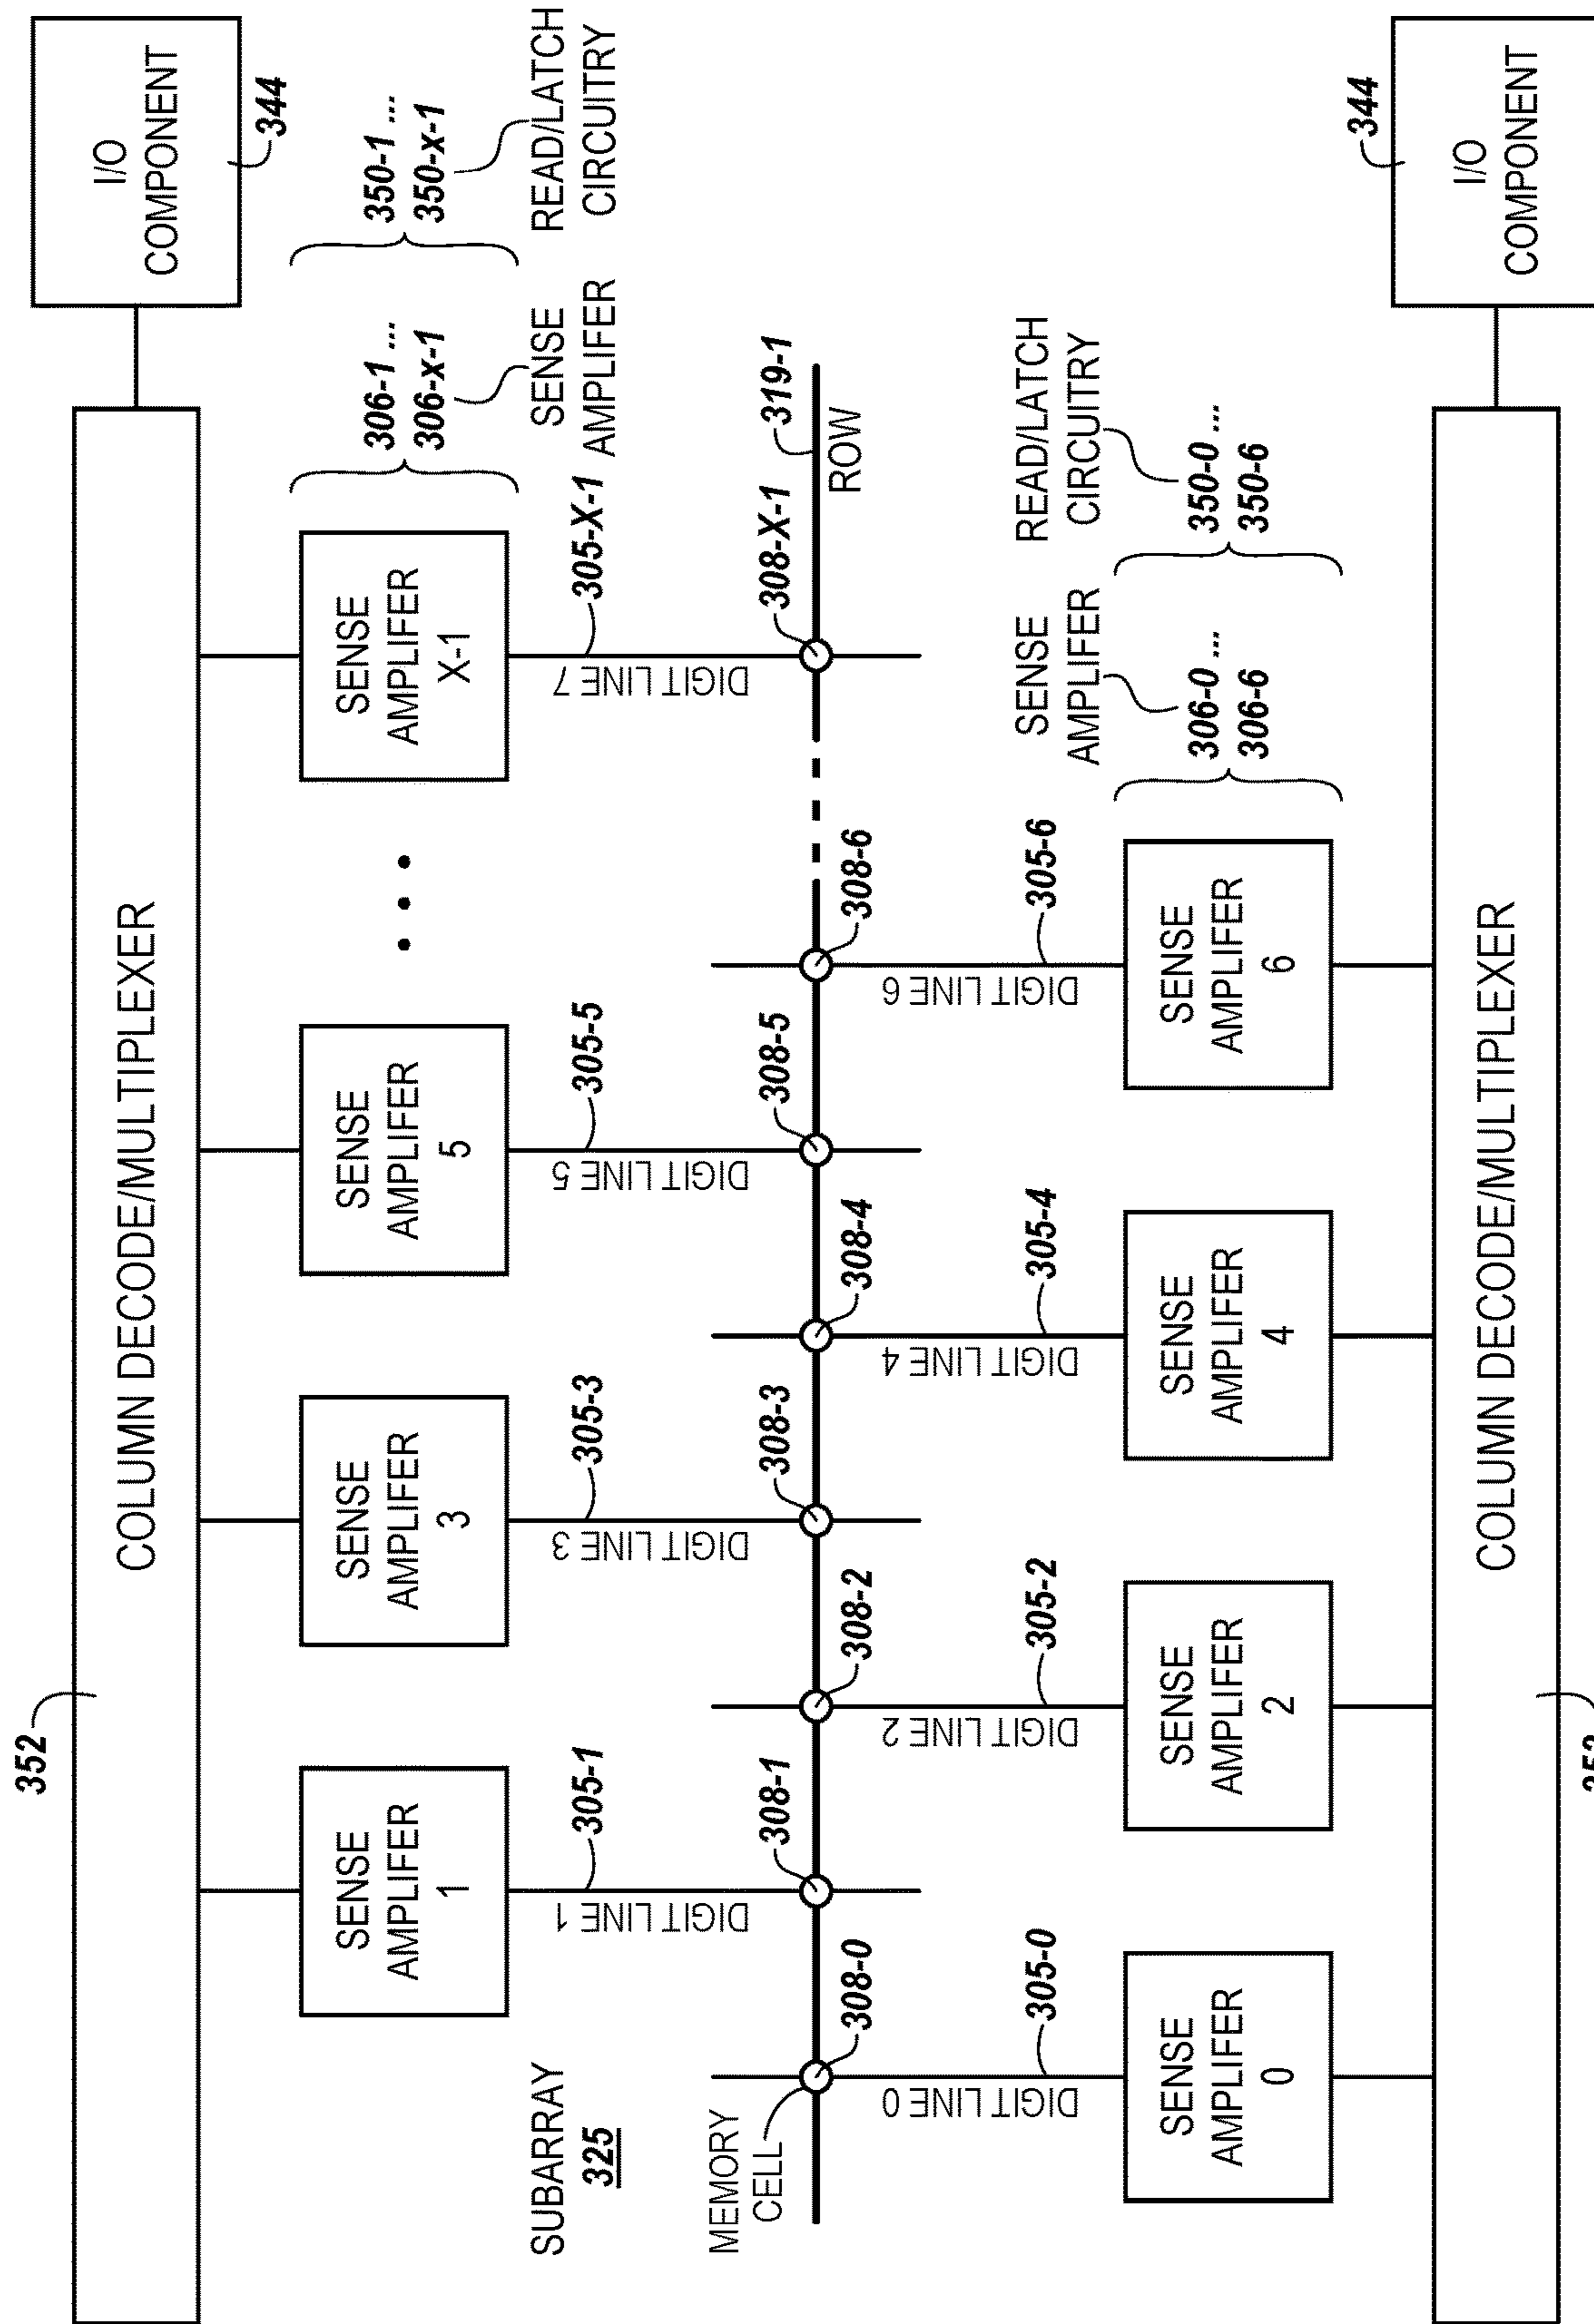 352
COLUMN DECODE/MULTIPLEXER
I/O
COMPONENT
344
SENSE
AMPLIFER
1
SENSE
AMPLIFER
3
SENSE
AMPLIFER
5
• • •
SENSE
AMPLIFER
X-1
306-1 ...
306-x-1
SENSE
AMPLIFER
350-1 ...
350-x-1
READ/LATCH
CIRCUITRY
SUBARRAY
325
DIGIT LINE 1
305-1
DIGIT LINE 3
305-3
DIGIT LINE 5
305-5
DIGIT LINE 7
305-X-1
MEMORY
CELL
308-0
308-1
308-2
308-3
308-4
308-5
308-6
308-X-1
319-1
ROW
DIGIT LINE 0
305-0
DIGIT LINE 2
305-2
DIGIT LINE 4
305-4
DIGIT LINE 6
305-6
SENSE
AMPLIFER
0
SENSE
AMPLIFER
2
SENSE
AMPLIFER
4
SENSE
AMPLIFER
6
SENSE
AMPLIFER
306-0 ...
306-6
READ/LATCH
CIRCUITRY
350-0 ...
350-6
COLUMN DECODE/MULTIPLEXER
I/O
COMPONENT
344